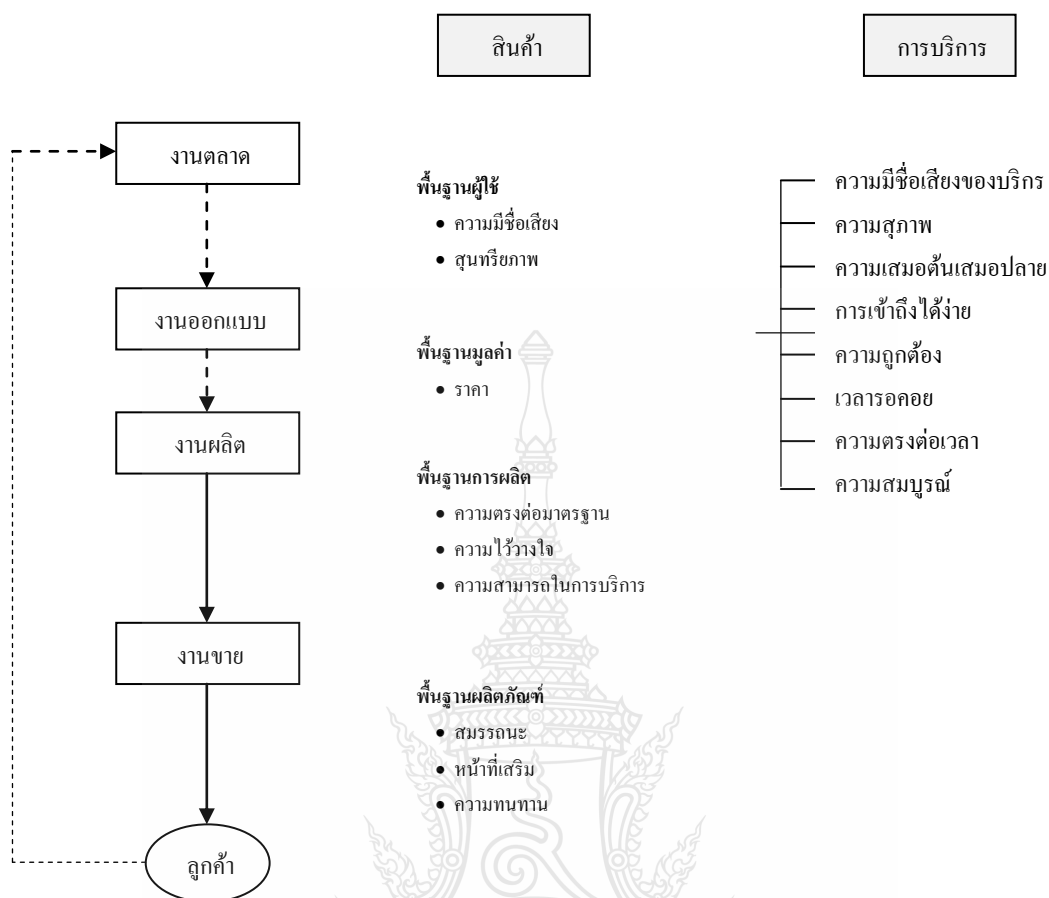 สินค้า
การบริการ
งานตลาด
งานออกแบบ
งานผลิต
งานขาย
ลูกค้า
พื้นฐานผู้ใช้
• ความมีชื่อเสียง
• สุนทรียภาพ
พื้นฐานมูลค่า
• ราคา
พื้นฐานการผลิต
• ความตรงต่อมาตรฐาน
• ความไว้วางใจ
• ความสามารถในการบริการ
พื้นฐานผลิตภัณฑ์
• สมรรถนะ
• หน้าที่เสริม
• ความทนทาน
ความมีชื่อเสียงของบริกร
ความสุภาพ
ความเสมอต้นเสมอปลาย
การเข้าถึงได้ง่าย
ความถูกต้อง
เวลารอคอย
ความตรงต่อเวลา
ความสมบูรณ์